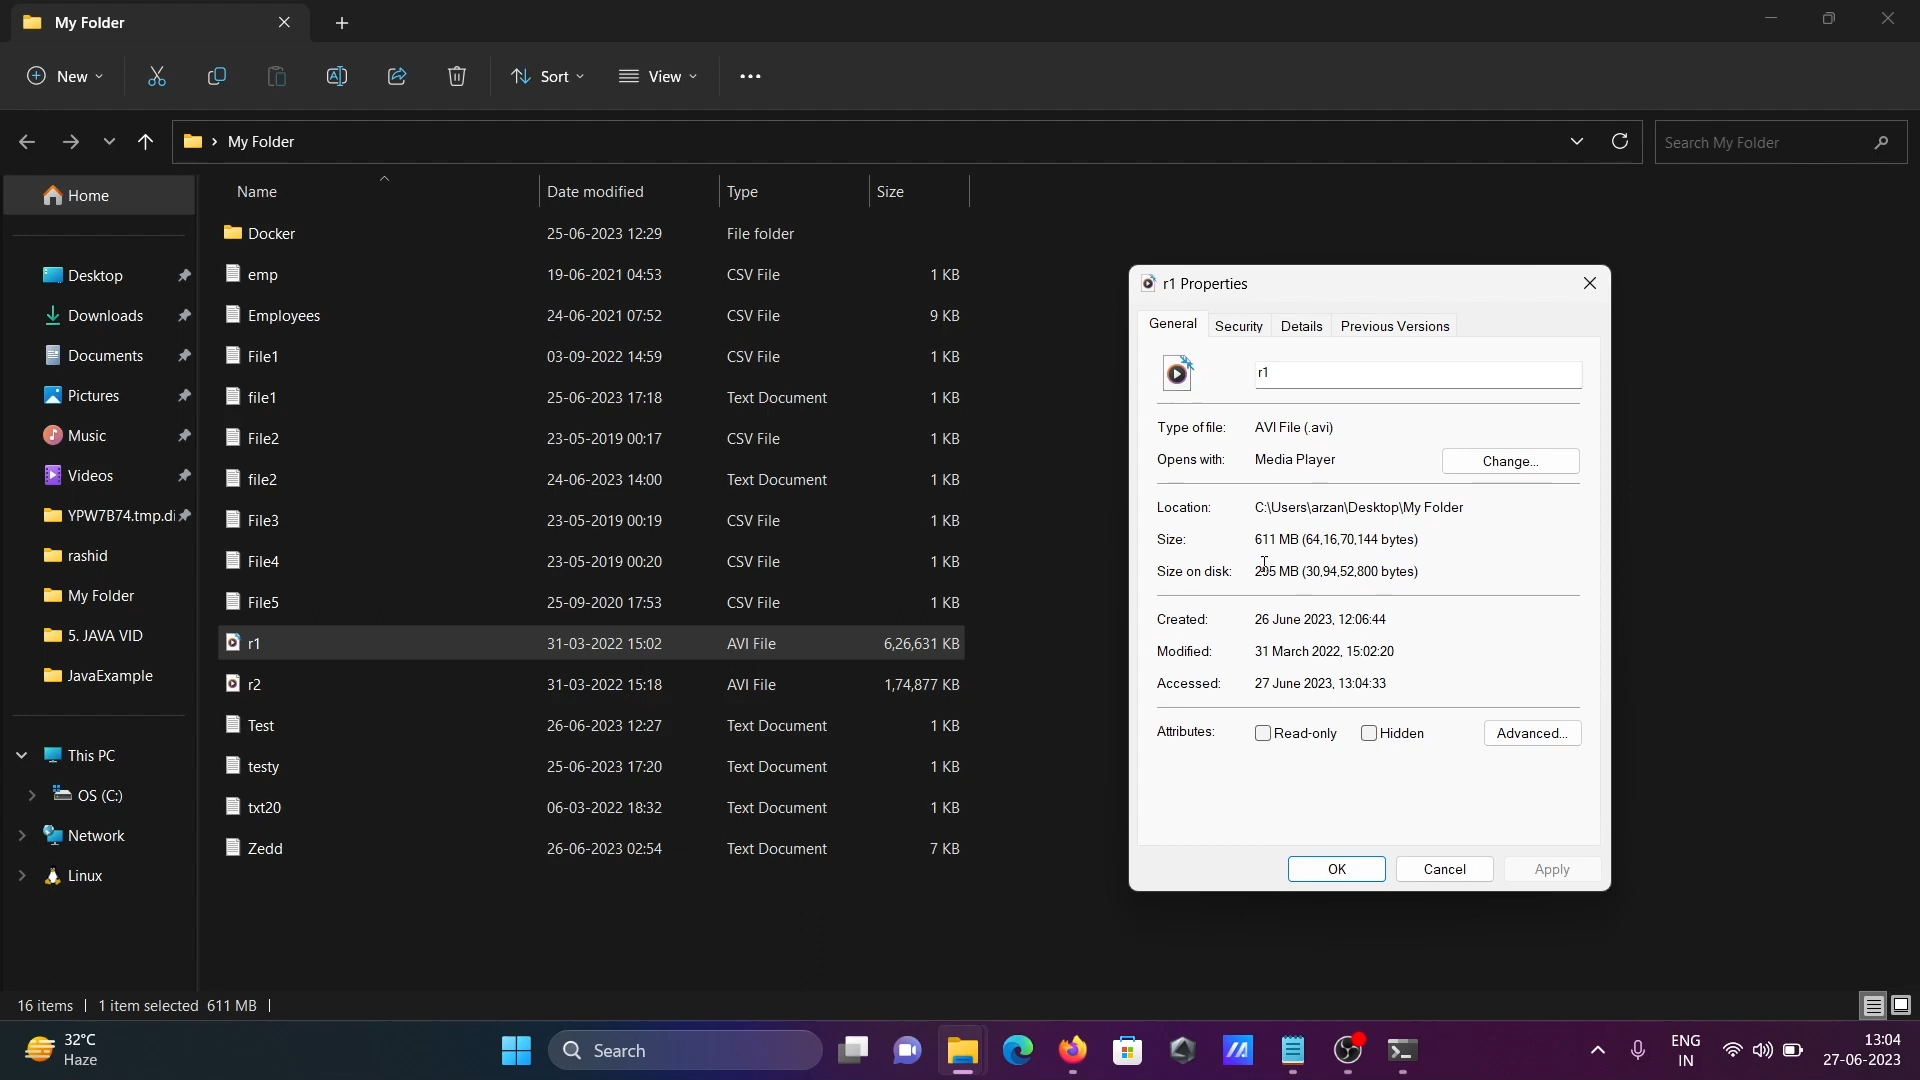 My Folder
New
Sort
View
My Folder
Search My Folder
Home
Desktop
Downloads
Documents
Pictures
Music
Videos
YPW7B74.tmp.di
rashid
My Folder
5. JAVA VID
JavaExample
This PC
OS (C:)
Network
Linux
Name Date modified Type Size
Docker 25-06-2023 12:29 File folder
emp 19-06-2021 04:53 CSV File 1 KB
Employees 24-06-2021 07:52 CSV File 9 KB
File1 03-09-2022 14:59 CSV File 1 KB
file1 25-06-2023 17:18 Text Document 1 KB
File2 23-05-2019 00:17 CSV File 1 KB
file2 24-06-2023 14:00 Text Document 1 KB
File3 23-05-2019 00:19 CSV File 1 KB
File4 23-05-2019 00:20 CSV File 1 KB
File5 25-09-2020 17:53 CSV File 1 KB
r1 31-03-2022 15:02 AVI File 6,26,631 KB
r2 31-03-2022 15:18 AVI File 1,74,877 KB
Test 26-06-2023 12:27 Text Document 1 KB
testy 25-06-2023 17:20 Text Document 1 KB
txt20 06-03-2022 18:32 Text Document 1 KB
Zedd 26-06-2023 02:54 Text Document 7 KB
r1 Properties
General Security Details Previous Versions
r1
Type of file: AVI File (.avi)
Opens with: Media Player Change...
Location: C:\Users\arzan\Desktop\My Folder
Size: 611 MB (64,16,70,144 bytes)
Size on disk: 295 MB (30,94,52,800 bytes)
Created: 26 June 2023, 12:06:44
Modified: 31 March 2022, 15:02:20
Accessed: 27 June 2023, 13:04:33
Attributes: Read-only Hidden Advanced...
OK Cancel Apply
16 items 1 item selected 611 MB
32°C
Haze
Search
ENG
IN
13:04
27-06-2023